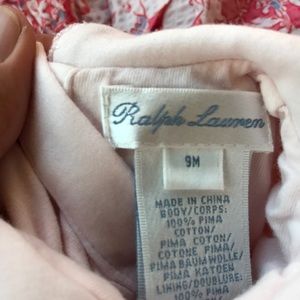 Ralph Lauren
9M
MADE IN CHINA
BODY/CORPS:
100% PIMA
COTTON/
PIMA COTON/
COTONE PIMA/
PIMA BAUMWOLLE/
PIMA KATOEN
LINING/DOUBLURE:
100% PIMA